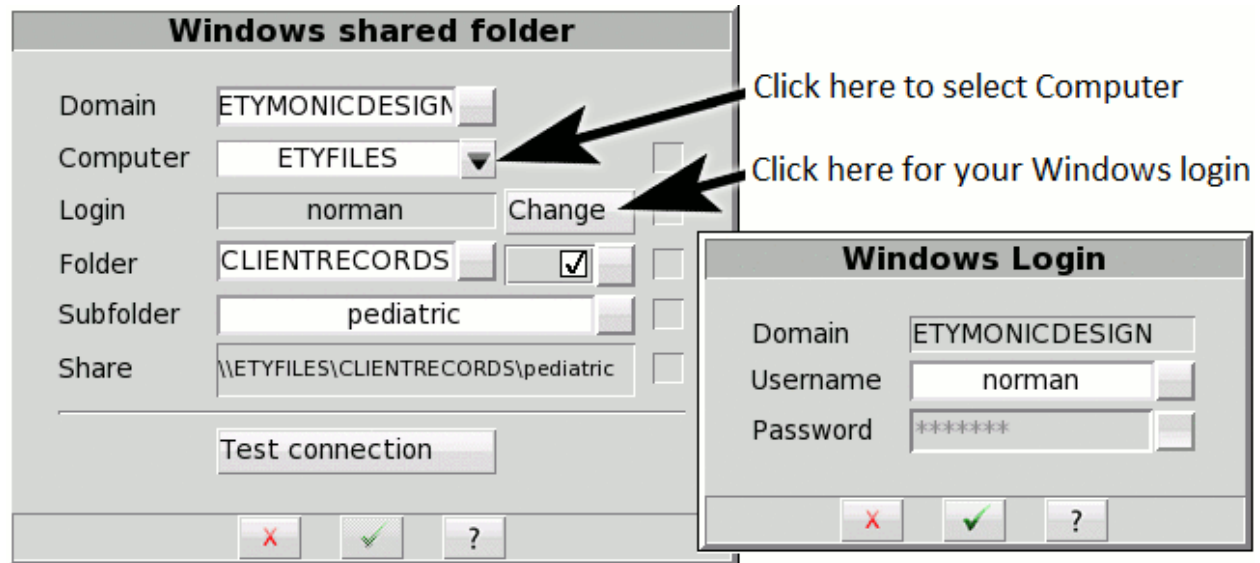 Windows shared folder
Domain ETYMONICDESIGN
Computer ETYFILES
Login norman Change
Folder CLIENTRECORDS
Subfolder pediatric
Share \\ETYFILES\CLIENTRECORDS\pediatric
Test connection
X ?
Click here to select Computer
Click here for your Windows login
Windows Login
Domain ETYMONICDESIGN
Username norman
Password *******
X ?